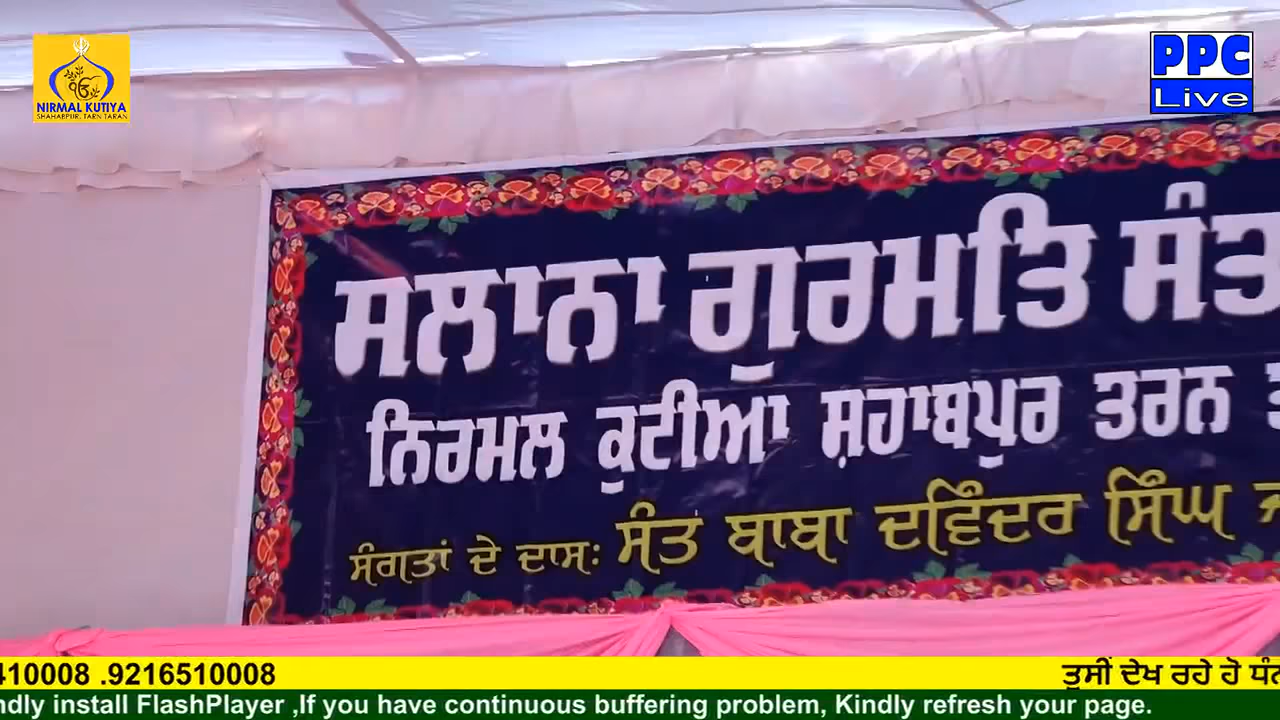 NIRMAL KUTIYA
SHAHABPUR, TARN TARAN
PPC
Live
ਸਲਾਨਾ ਗੁਰਮਤਿ ਸੰਤ
ਨਿਰਮਲ ਕੁਟੀਆ ਸ਼ਹਾਬਪੁਰ ਤਰਨ
ਸੰਗਤਾਂ ਦੇ ਦਾਸ: ਸੰਤ ਬਾਬਾ ਦਵਿੰਦਰ ਸਿੰਘ
410008 .9216510008 ਤੁਸੀਂ ਦੇਖ ਰਹੇ ਹੋ ਧੰਨ
ndly install FlashPlayer ,If you have continuous buffering problem, Kindly refresh your page.